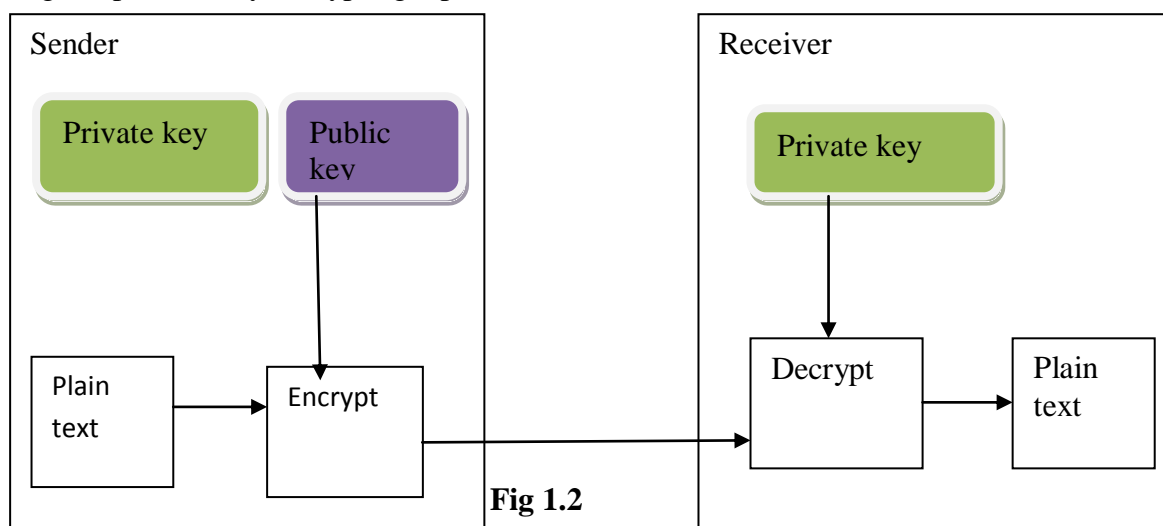 Sender
Receiver
Private key
Public
key
Private key
Plain
text
Encrypt
Decrypt
Plain
text
Fig 1.2